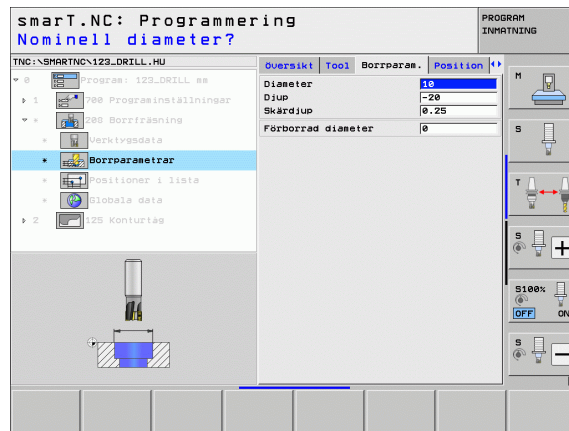 smarT.NC: Programmering
Nominell diameter?
PROGRAM
INMATNING
TNC:\SMARTNC\123_DRILL.HU
0 Program: 123_DRILL mm
1 700 Programinställningar
* 208 Borrfräsning
* Verktygsdata
* Borrparametrar
* Positioner i lista
* Globala data
2 125 Konturtåg
Översikt Tool Borrparam. Position
Diameter 10
Djup -20
Skärdjup 0.25
Förborrad diameter 0
M
S
T
S
S100%
OFF ON
S